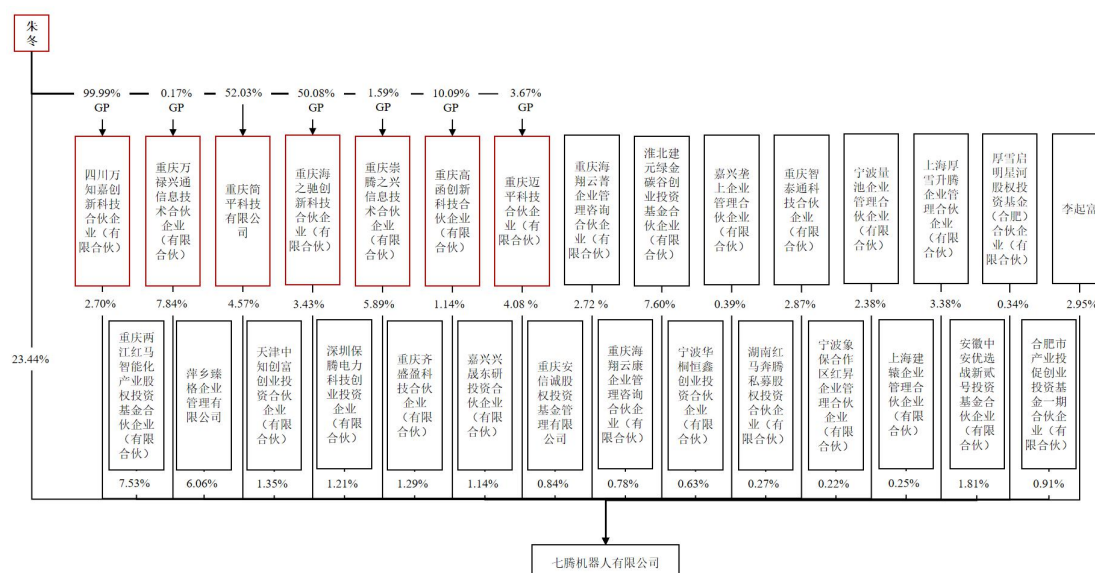 朱
冬
99.99%
GP
0.17%
GP
52.03%
50.08%
GP
1.59%
GP
10.09%
GP
3.67%
GP
四川万
知嘉创
新科技
合伙企
业（有
限合伙）
重庆万
禄兴通
信息技
术合伙
企业
（有限
合伙）
重庆简
平科技
有限公
司
重庆海
之驰创
新科技
合伙企
业（有
限合伙）
重庆崇
腾之兴
信息技
术合伙
企业
（有限
合伙）
重庆高
函创新
科技合
伙企业
（有限
合伙）
重庆迈
平科技
合伙企
业（有
限合伙）
重庆海
翔云菁
企业管
理咨询
合伙企
业（有
限合伙）
淮北建
元绿金
碳谷创
业投资
基金合
伙企业
（有限
合伙）
嘉兴垄
上企业
管理合
伙企业
（有限
合伙）
重庆智
泰通科
技合伙
企业
（有限
合伙）
宁波量
池企业
管理合
伙企业
（有限
合伙）
上海厚
雪升腾
企业管
理合伙
企业
（有限
合伙）
厚雪启
明星河
股权投
资基金
（合肥）
合伙企
业（有
限合伙）
李起富
2.70%
7.84%
4.57%
3.43%
5.89%
1.14%
4.08 %
2.72 %
7.60%
0.39%
2.87%
2.38%
3.38%
0.34%
2.95%
23.44%
重庆两
江红马
智能化
产业股
权投资
基金合
伙企业
（有限
合伙）
萍乡臻
格企业
管理有
限公司
天津中
知创富
创业投
资合伙
企业
（有限
合伙）
深圳保
腾电力
科技创
业投资
企业
（有限
合伙）
重庆齐
盛盈科
技合伙
企业
（有限
合伙）
嘉兴兴
晟东研
投资合
伙企业
（有限
合伙）
重庆安
信诚股
权投资
基金管
理有限
公司
重庆海
翔云康
企业管
理咨询
合伙企
业（有
限合伙）
宁波华
桐恒鑫
创业投
资合伙
企业
（有限
合伙）
湖南红
马奔腾
私募股
权投资
合伙企
业（有
限合伙）
宁波象
保合作
区红昇
企业管
理合伙
企业
（有限
合伙）
上海建
辕企业
管理合
伙企业
（有限
合伙）
安徽中
安优选
战新贰
号投资
基金合
伙企业
（有限
合伙）
合肥市
产业投
促创业
投资基
金一期
合伙企
业（有
限合伙）
7.53%
6.06%
1.35%
1.21%
1.29%
1.14%
0.84%
0.78%
0.63%
0.27%
0.22%
0.25%
1.81%
0.91%
七腾机器人有限公司